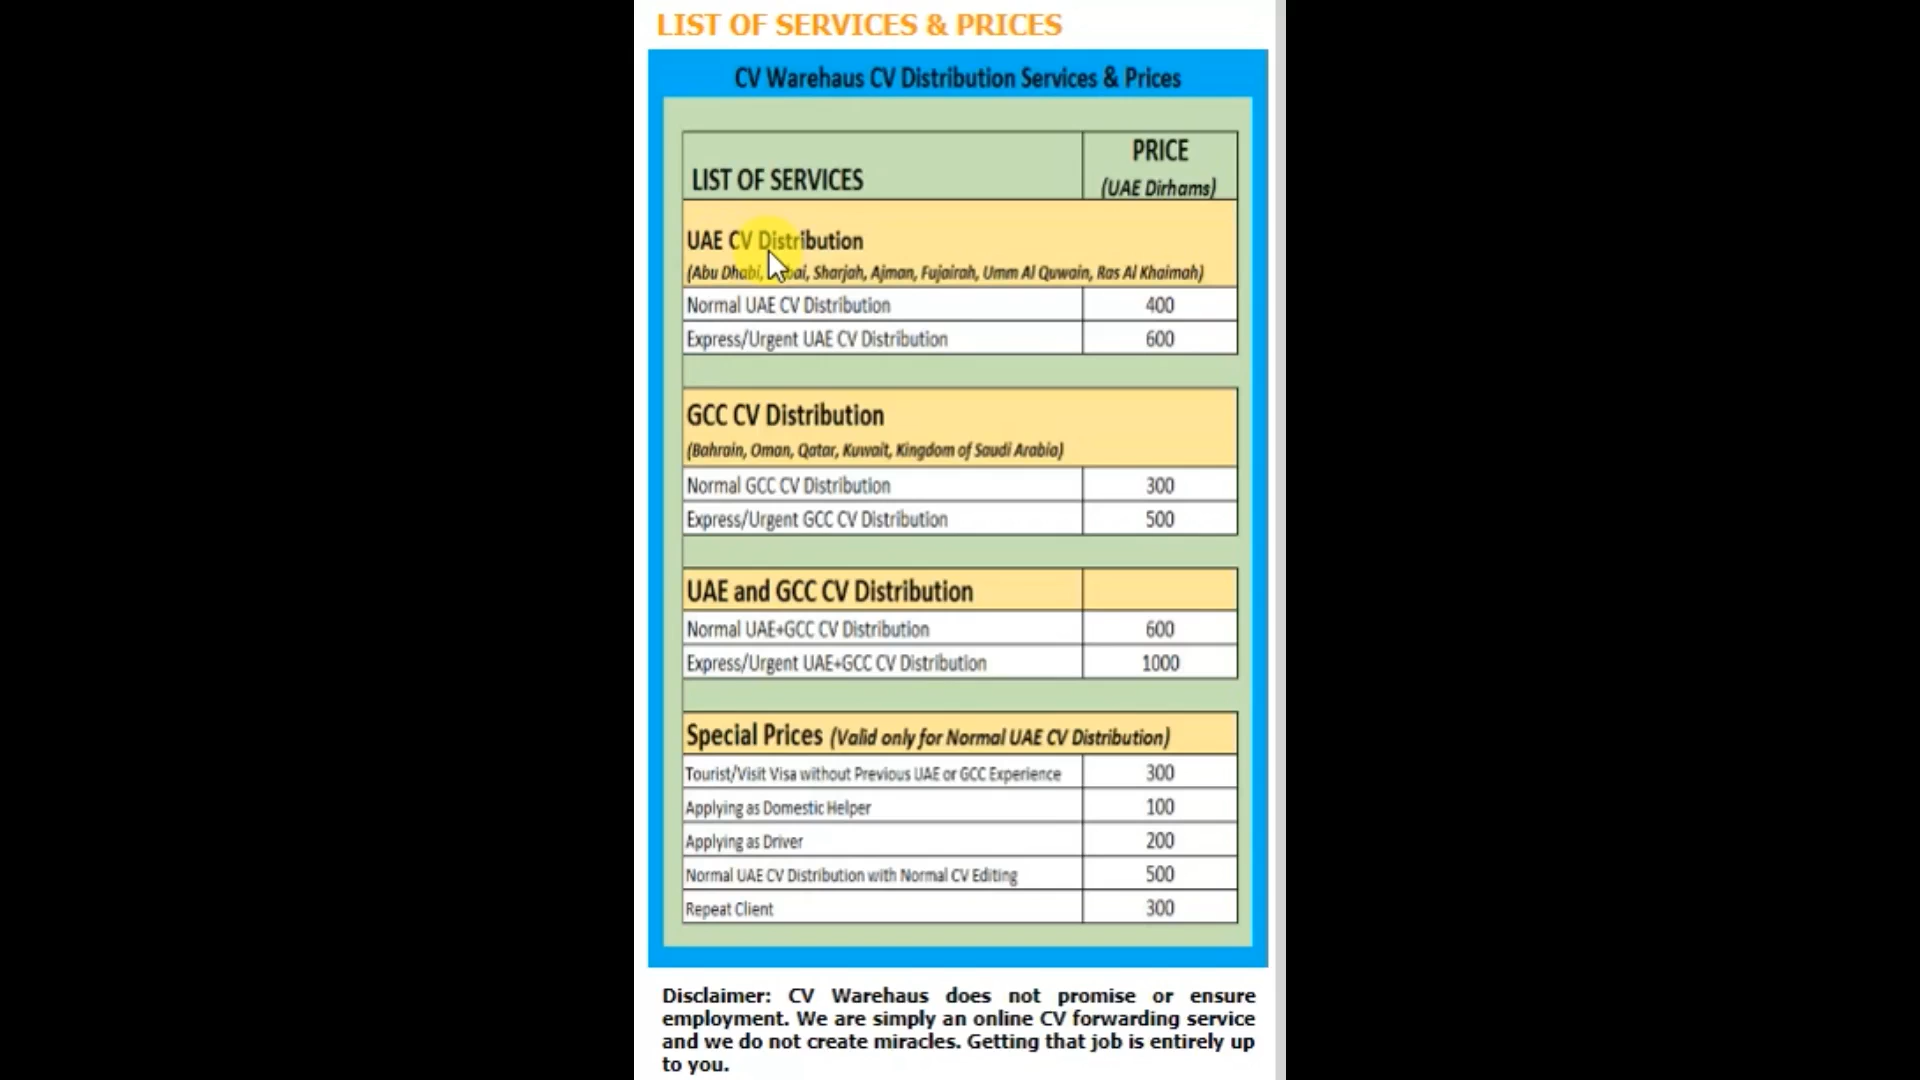 LIST OF SERVICES & PRICES
CV Warehaus CV Distribution Services & Prices
LIST OF SERVICES
PRICE
(UAE Dirhams)
UAE CV Distribution
(Abu Dhabi, Sharjah, Ajman, Fujairah, Umm Al Quwain, Ras Al Khaimah)
Normal UAE CV Distribution 400
Express/Urgent UAE CV Distribution 600
GCC CV Distribution
(Bahrain, Oman, Qatar, Kuwait, Kingdom of Saudi Arabia)
Normal GCC CV Distribution 300
Express/Urgent GCC CV Distribution 500
UAE and GCC CV Distribution
Normal UAE+GCC CV Distribution 600
Express/Urgent UAE+GCC CV Distribution 1000
Special Prices (Valid only for Normal UAE CV Distribution)
Tourist/Visit Visa without Previous UAE or GCC Experience 300
Applying as Domestic Helper 100
Applying as Driver 200
Normal UAE CV Distribution with Normal CV Editing 500
Repeat Client 300
Disclaimer: CV Warehaus does not promise or ensure
employment. We are simply an online CV forwarding service
and we do not create miracles. Getting that job is entirely up
to you.